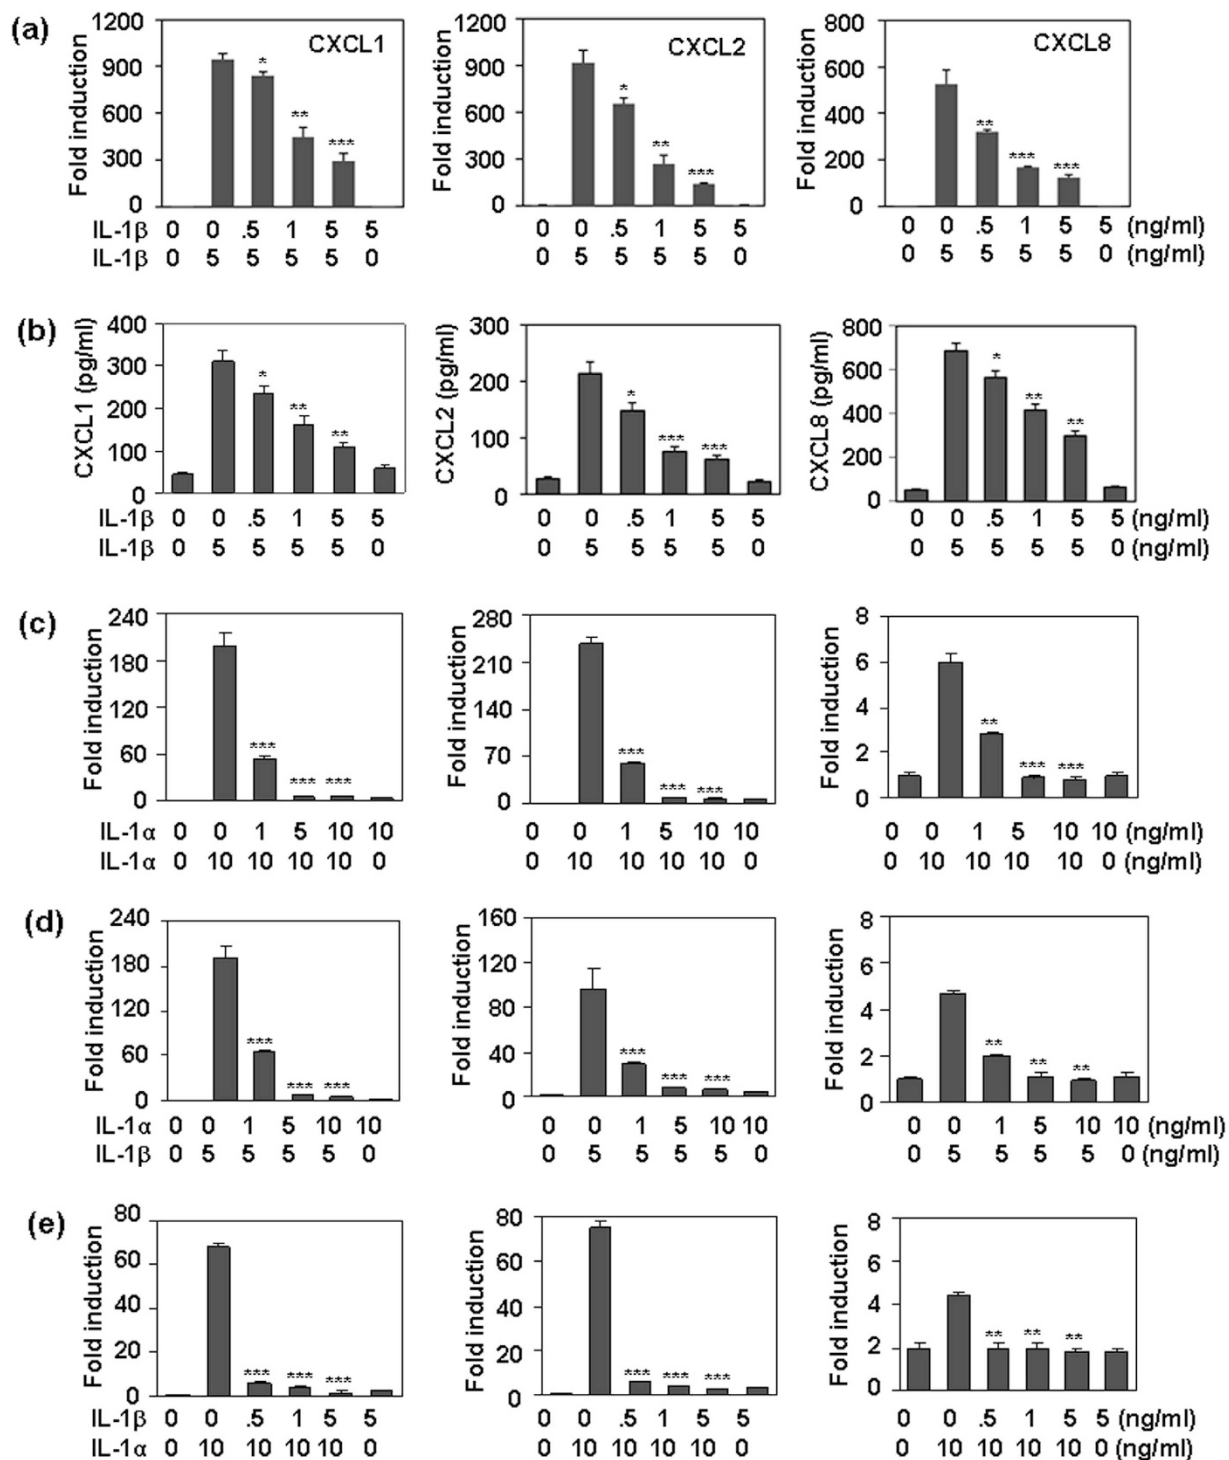 (a)
Fold induction
1200
900
600
300
0
CXCL1
* ** ***
IL-1β 0 0 .5 1 5 5
IL-1β 0 5 5 5 5 0
Fold induction
1200
900
600
300
0
CXCL2
* ** ***
0 0 .5 1 5 5
0 5 5 5 5 0
Fold induction
800
600
400
200
0
CXCL8
** *** ***
0 0 .5 1 5 5 (ng/ml)
0 5 5 5 5 0 (ng/ml)
(b)
CXCL1 (pg/ml)
400
300
200
100
0
* ** **
IL-1β 0 0 .5 1 5 5
IL-1β 0 5 5 5 5 0
CXCL2 (pg/ml)
300
200
100
0
* *** ***
0 0 .5 1 5 5
0 5 5 5 5 0
CXCL8 (pg/ml)
800
600
400
200
0
* ** **
0 0 .5 1 5 5 (ng/ml)
0 5 5 5 5 0 (ng/ml)
(c)
Fold induction
240
180
120
60
0
*** *** ***
IL-1α 0 0 1 5 10 10
IL-1α 0 10 10 10 10 0
Fold induction
280
210
140
70
0
*** *** ***
0 0 1 5 10 10
0 10 10 10 10 0
Fold induction
8
6
4
2
0
** *** ***
0 0 1 5 10 10 (ng/ml)
0 10 10 10 10 0 (ng/ml)
(d)
Fold induction
240
180
120
60
0
*** *** ***
IL-1α 0 0 1 5 10 10
IL-1β 0 5 5 5 5 0
Fold induction
160
120
80
40
0
*** *** ***
0 0 1 5 10 10
0 5 5 5 5 0
Fold induction
8
6
4
2
0
** ** **
0 0 1 5 10 10 (ng/ml)
0 5 5 5 5 0 (ng/ml)
(e)
Fold induction
80
60
40
20
0
*** *** ***
IL-1β 0 0 .5 1 5 5
IL-1α 0 10 10 10 10 0
Fold induction
80
60
40
20
0
*** *** ***
0 0 .5 1 5 5
0 10 10 10 10 0
Fold induction
8
6
4
2
0
** ** **
0 0 .5 1 5 5 (ng/ml)
0 10 10 10 10 0 (ng/ml)